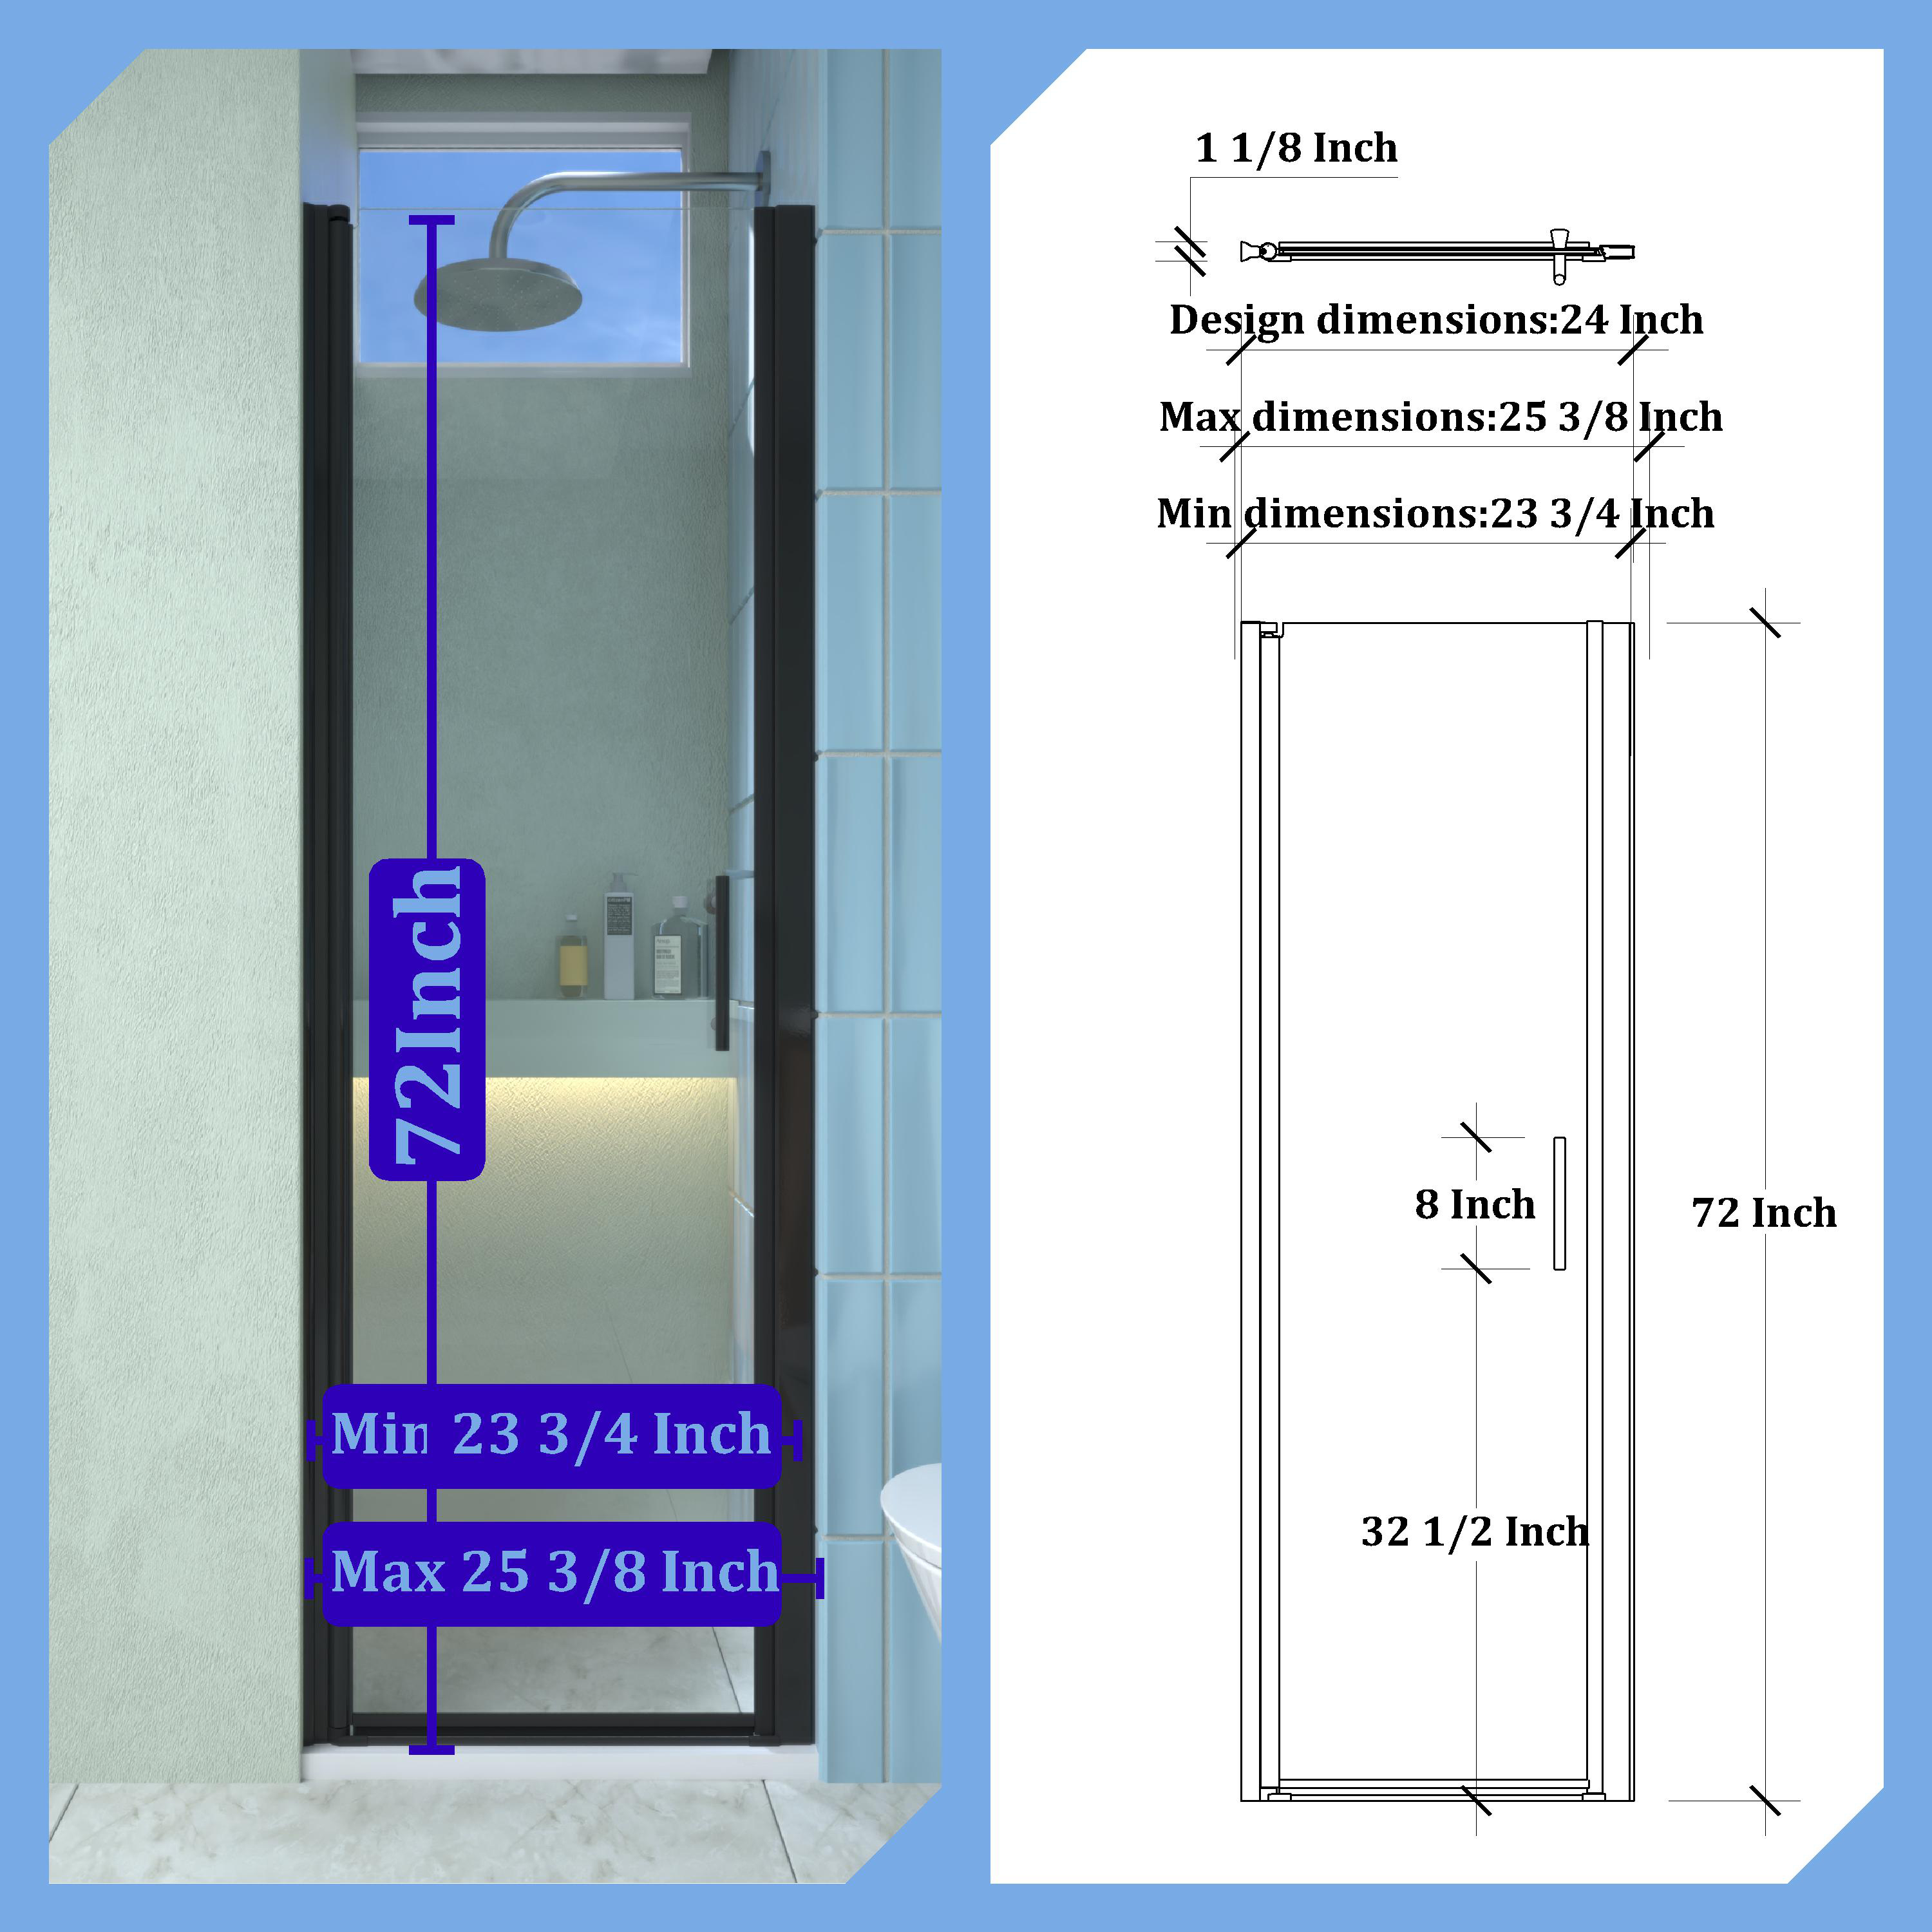 72Inch
Min 23 3/4 Inch
Max 25 3/8 Inch
1 1/8 Inch
Design dimensions:24 Inch
Max dimensions:25 3/8 Inch
Min dimensions:23 3/4 Inch
8 Inch
72 Inch
32 1/2 Inch